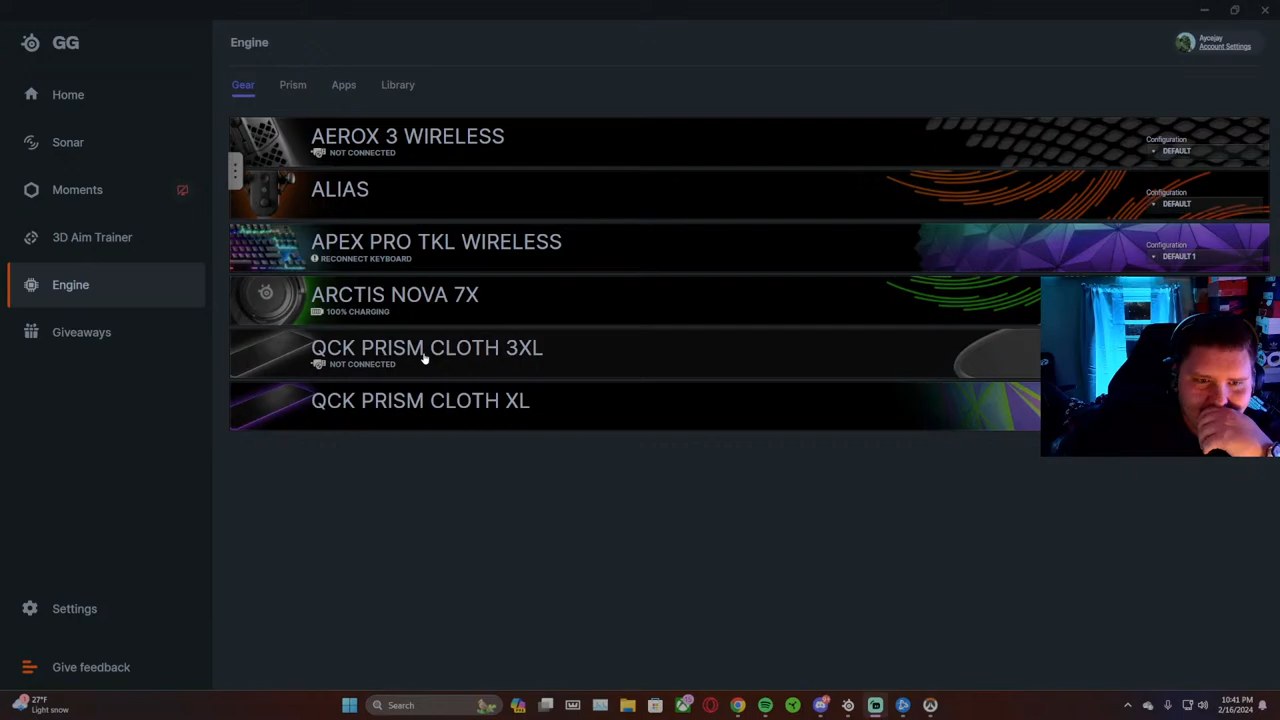 GG
Engine
Aycejay
Account Settings
Home
Sonar
Moments
3D Aim Trainer
Engine
Giveaways
Settings
Give feedback
Gear
Prism
Apps
Library
AEROX 3 WIRELESS
NOT CONNECTED
Configuration
DEFAULT
ALIAS
Configuration
DEFAULT
APEX PRO TKL WIRELESS
RECONNECT KEYBOARD
Configuration
DEFAULT 1
ARCTIS NOVA 7X
100% CHARGING
QCK PRISM CLOTH 3XL
NOT CONNECTED
QCK PRISM CLOTH XL
27°F
Light snow
Search
10:41 PM
2/16/2024